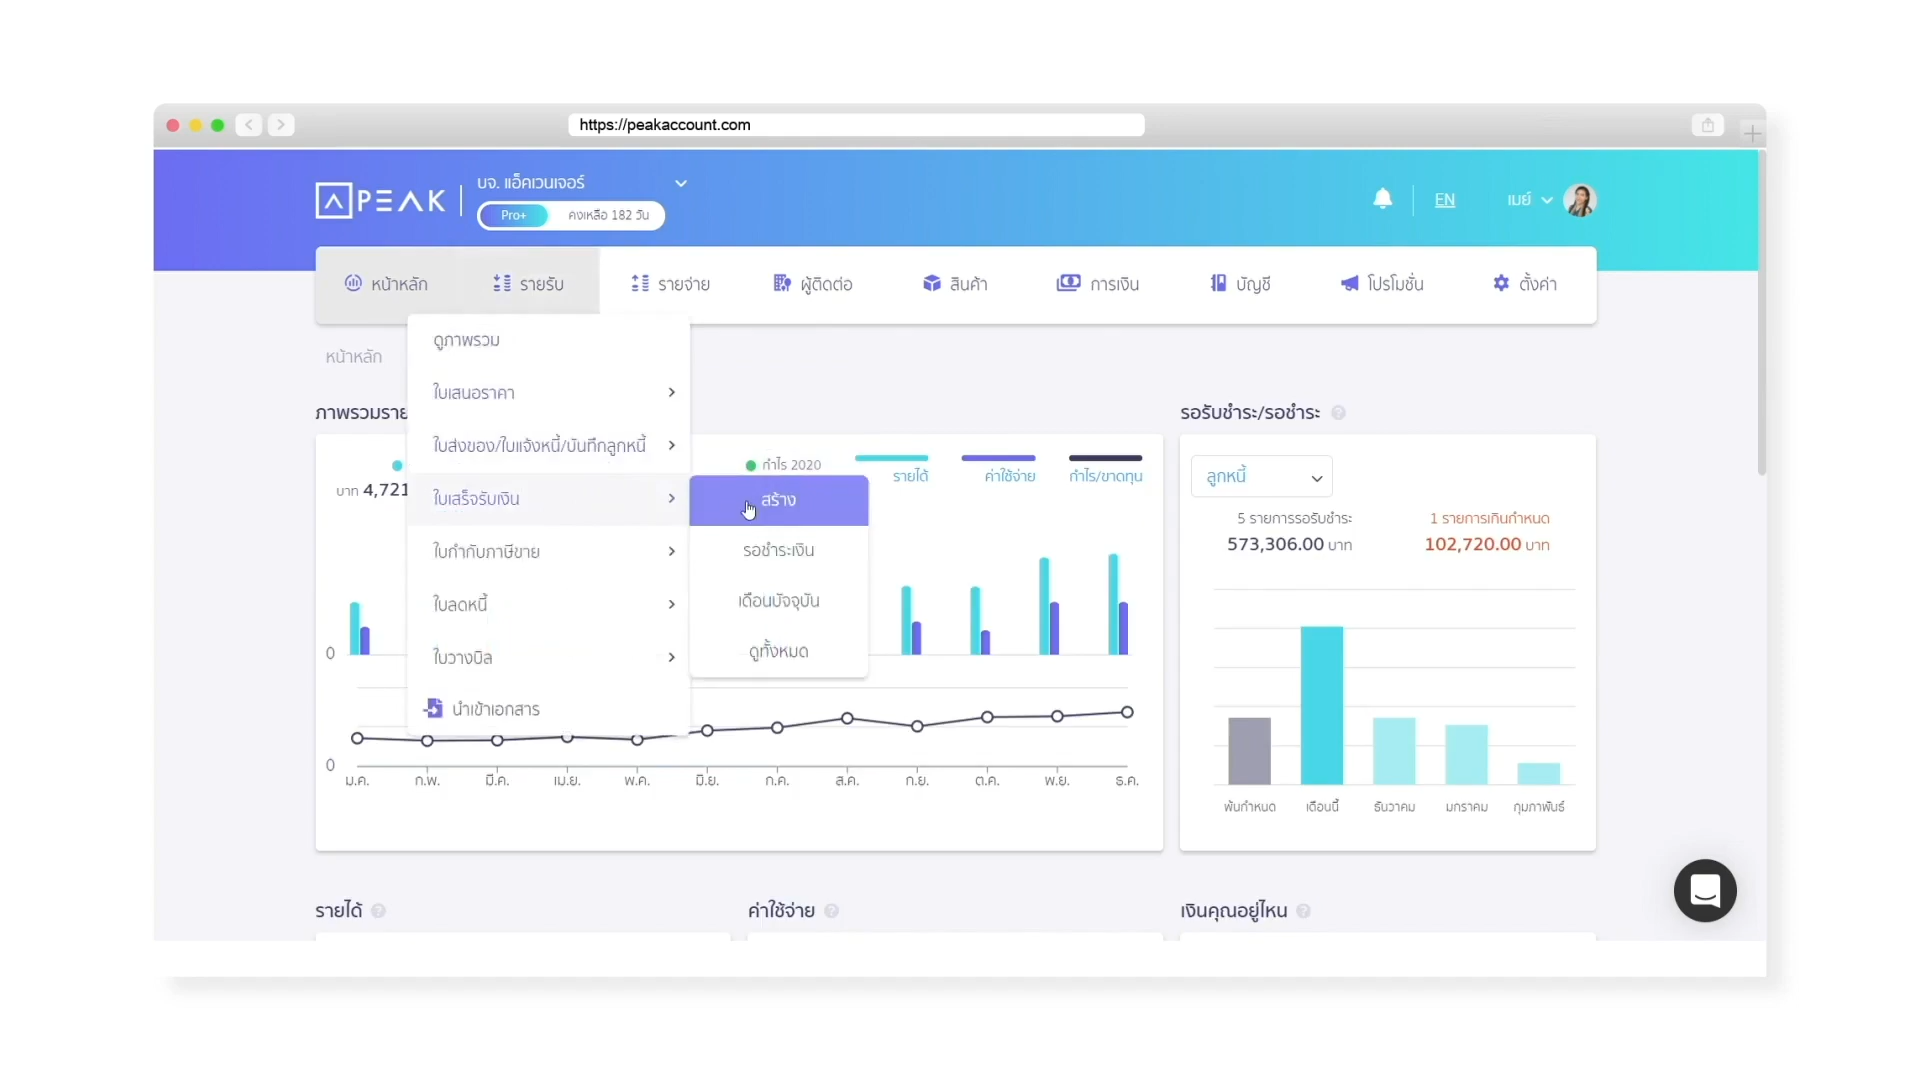 https://peakaccount.com
PEAK
บจ. แอ็คเวนเจอร์
Pro+
คงเหลือ 182 วัน
EN
เมย์
หน้าหลัก
รายรับ
รายจ่าย
ผู้ติดต่อ
สินค้า
การเงิน
บัญชี
โปรโมชั่น
ตั้งค่า
หน้าหลัก
ดูภาพรวม
ใบเสนอราคา
ใบส่งของ/ใบแจ้งหนี้/บันทึกลูกหนี้
ใบเสร็จรับเงิน
ใบกำกับภาษีขาย
ใบลดหนี้
ใบวางบิล
นำเข้าเอกสาร
สร้าง
รอชำระเงิน
เดือนปัจจุบัน
ดูทั้งหมด
ภาพรวมราย
บาท 4,721
กำไร 2020
รายได้
ค่าใช้จ่าย
กำไร/ขาดทุน
0
0
ม.ค.
ก.พ.
มี.ค.
เม.ย.
พ.ค.
มิ.ย.
ก.ค.
ส.ค.
ก.ย.
ต.ค.
พ.ย.
ธ.ค.
รอรับชำระ/รอชำระ
ลูกหนี้
5 รายการรอรับชำระ
573,306.00 บาท
1 รายการเกินกำหนด
102,720.00 บาท
พ้นกำหนด
เดือนนี้
ธันวาคม
มกราคม
กุมภาพันธ์
รายได้
ค่าใช้จ่าย
เงินคุณอยู่ไหน